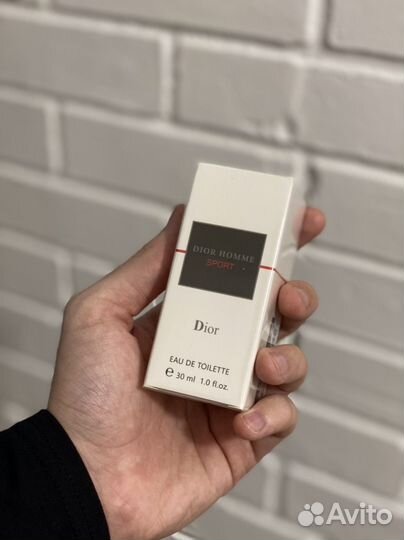 DIOR HOMME
SPORT
Dior
EAU DE TOILETTE
e 30 ml 1.0 fl.oz.
Avito